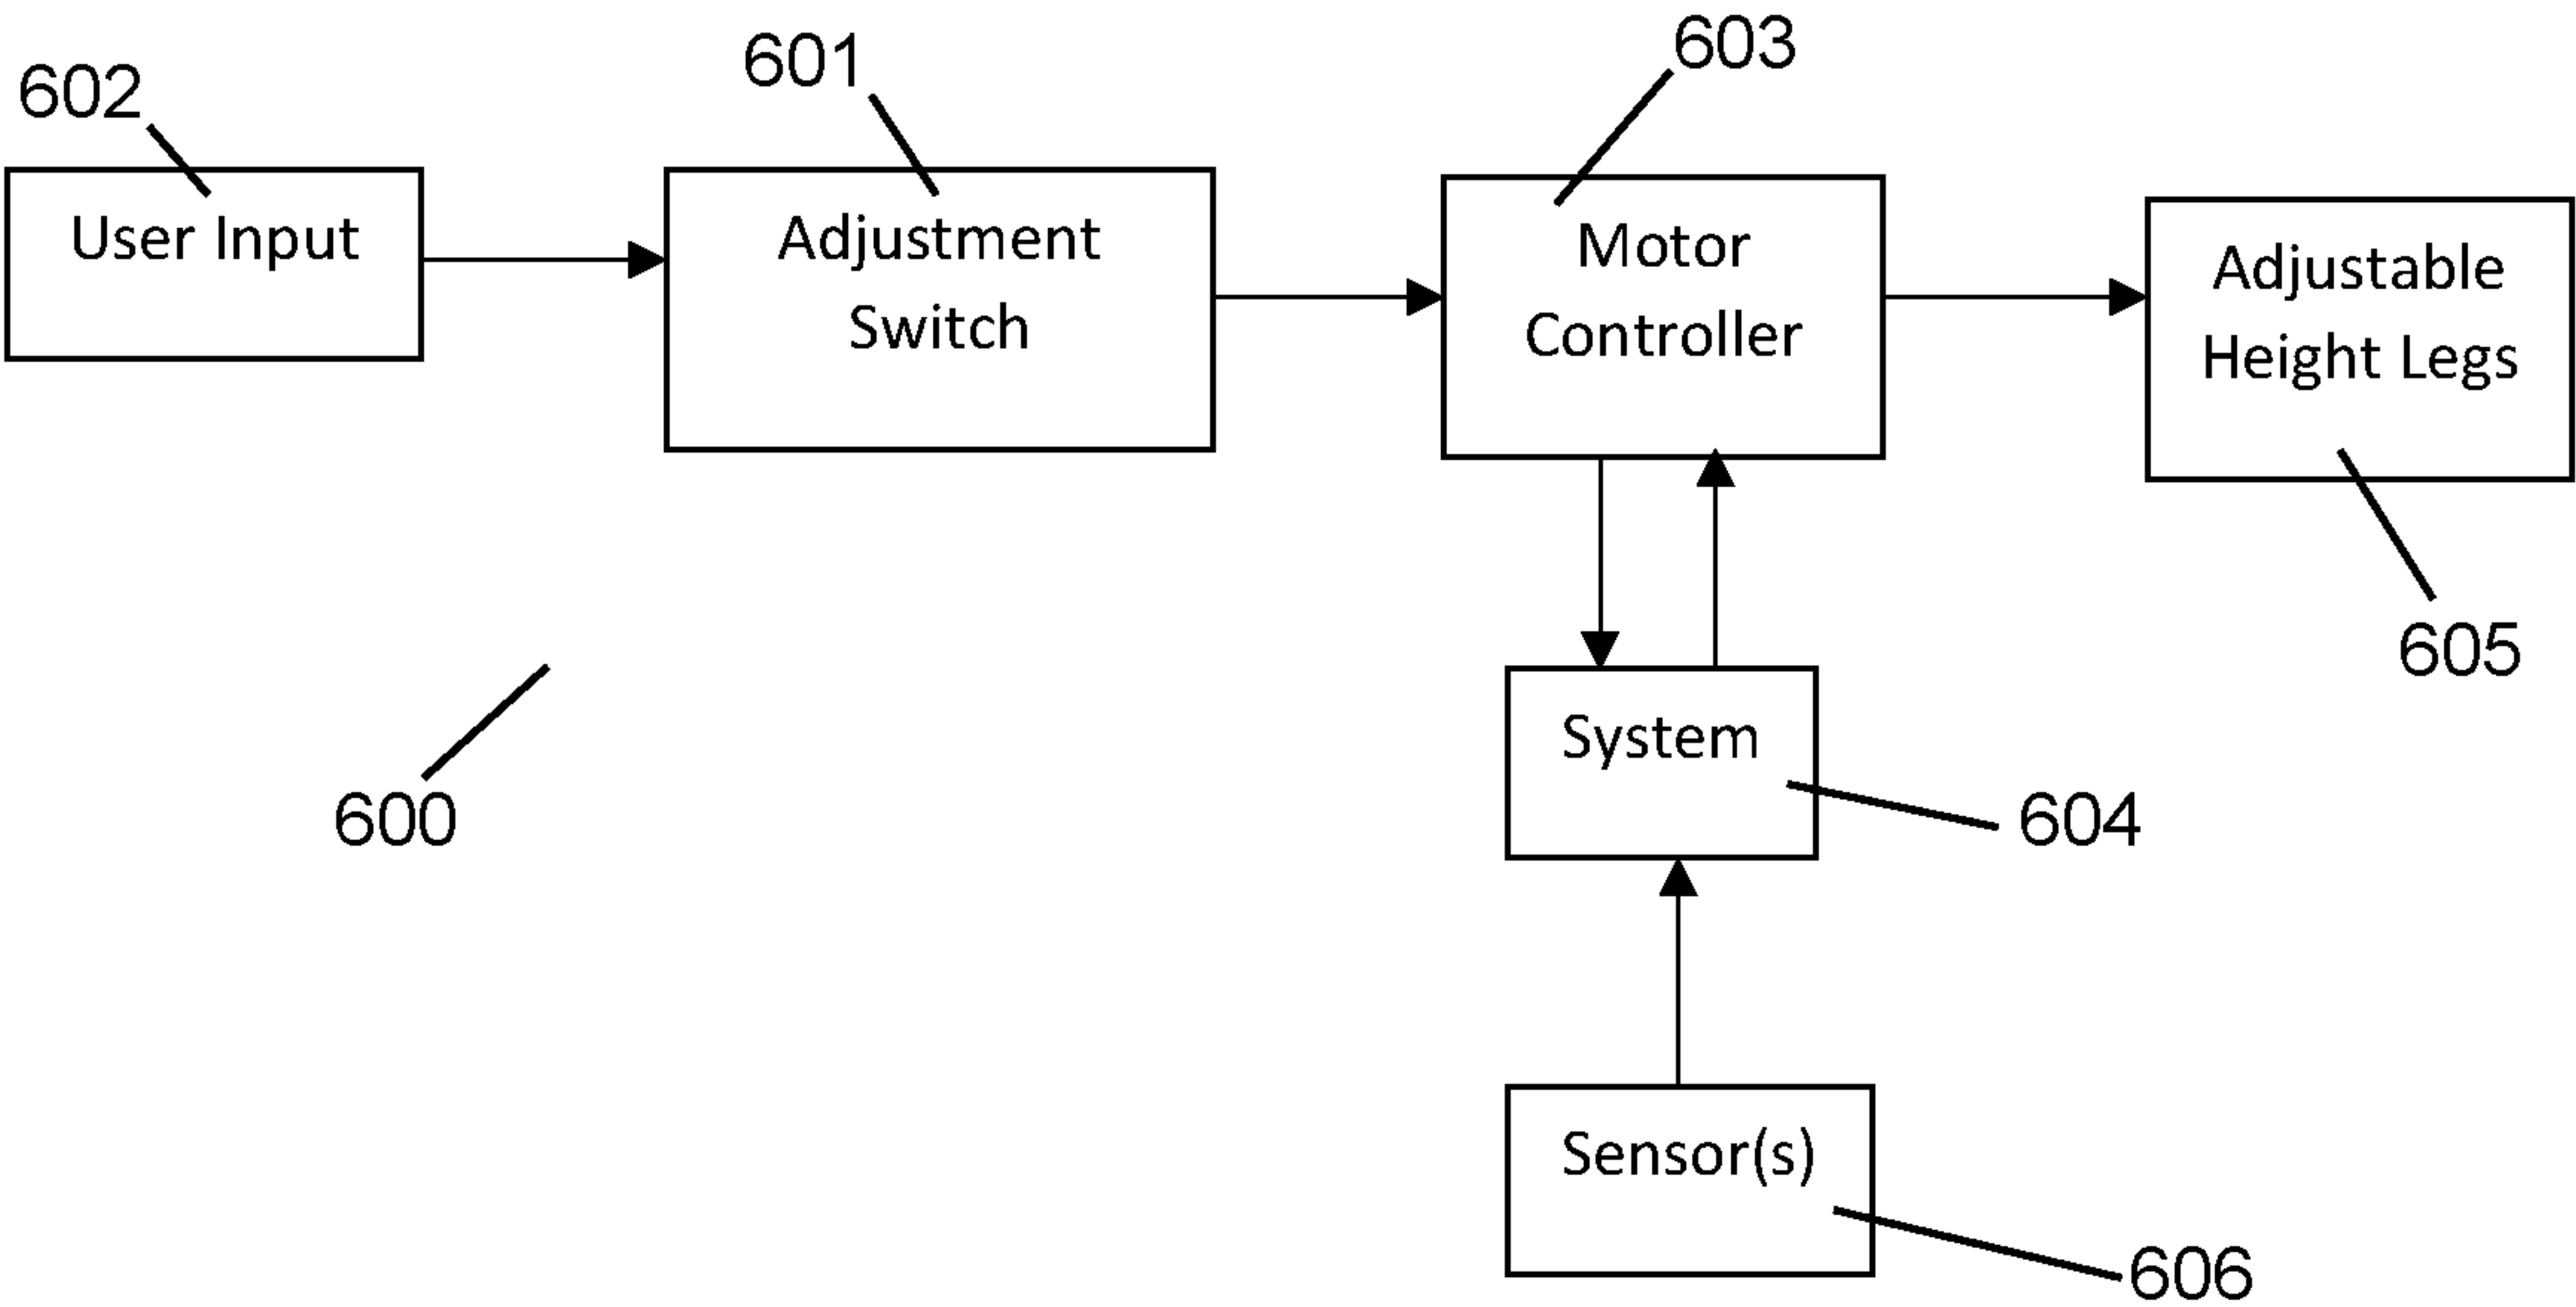 602
601
603
User Input
Adjustment
Switch
Motor
Controller
Adjustable
Height Legs
605
600
System
604
Sensor(s)
606